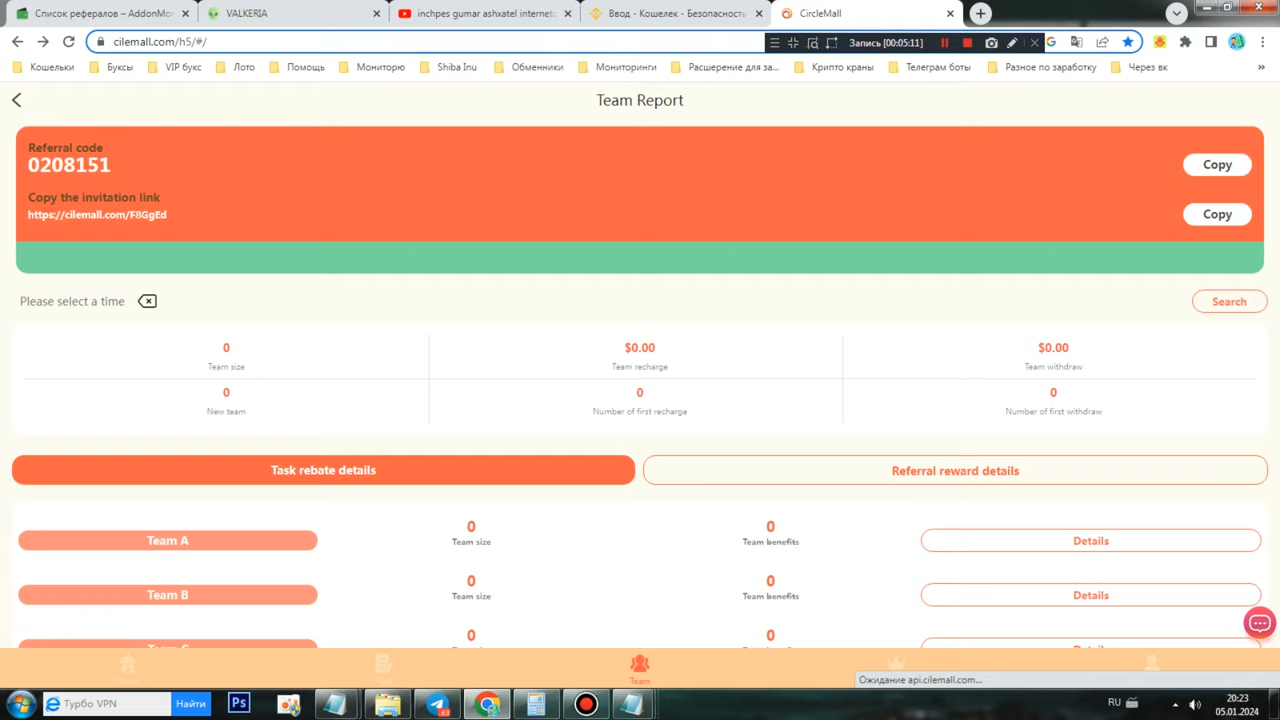 Список рефералов – AddonMon
VALKERIA
inchpes gumar ashxatel internetc
Ввод - Кошелек - Безопасность
CircleMall
cilemall.com/h5/#/
Запись [00:05:11]
Кошельки
Буксы
VIP букс
Лото
Помощь
Мониторю
Shiba Inu
Обменники
Мониторинги
Расшерение для за...
Крипто краны
Телеграм боты
Разное по заработку
Через вк
»
Team Report
Referral code
0208151
Copy
Copy the invitation link
https://cilemall.com/F8GgEd
Copy
Please select a time
Search
0
Team size
$0.00
Team recharge
$0.00
Team withdraw
0
New team
0
Number of first recharge
0
Number of first withdraw
Task rebate details
Referral reward details
Team A
0
Team size
0
Team benefits
Details
Team B
0
Team size
0
Team benefits
Details
0
0
Team
Ожидание api.cilemall.com...
Турбо VPN
Найти
Ps
63
RU
20:23
05.01.2024